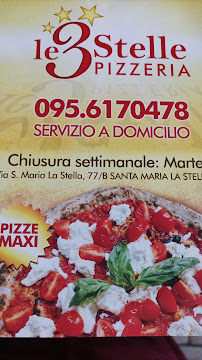 le 3 Stelle
PIZZERIA
095.6170478
SERVIZIO A DOMICILIO
Chiusura settimanale: Marte
Via S. Maria La Stella, 77/B SANTA MARIA LA STEL
PIZZE
MAXI